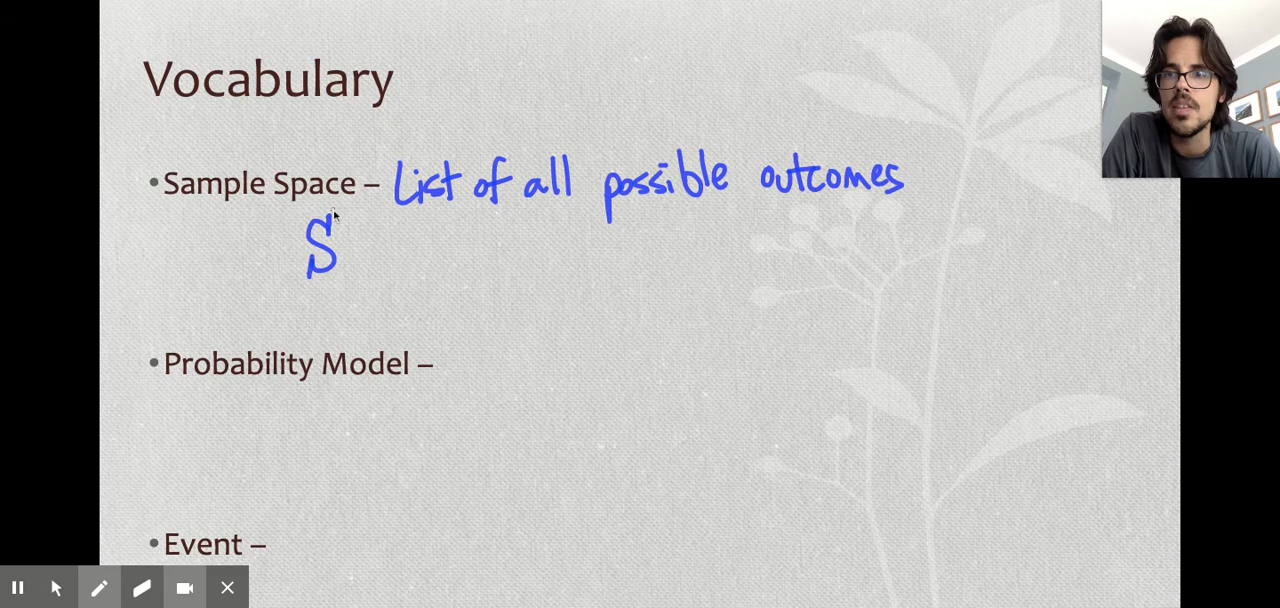 Vocabulary
•Sample Space – List of all possible outcomes
S
•Probability Model –
•Event –